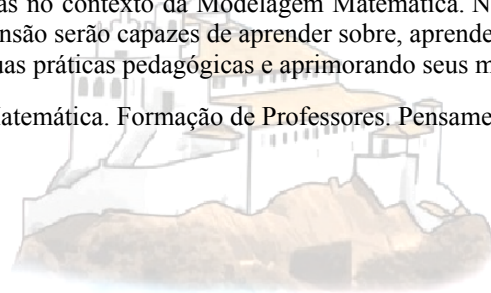 as no contexto da Modelagem Matemática. N
ensão serão capazes de aprender sobre, aprende
uas práticas pedagógicas e aprimorando seus m
atemática. Formação de Professores. Pensame